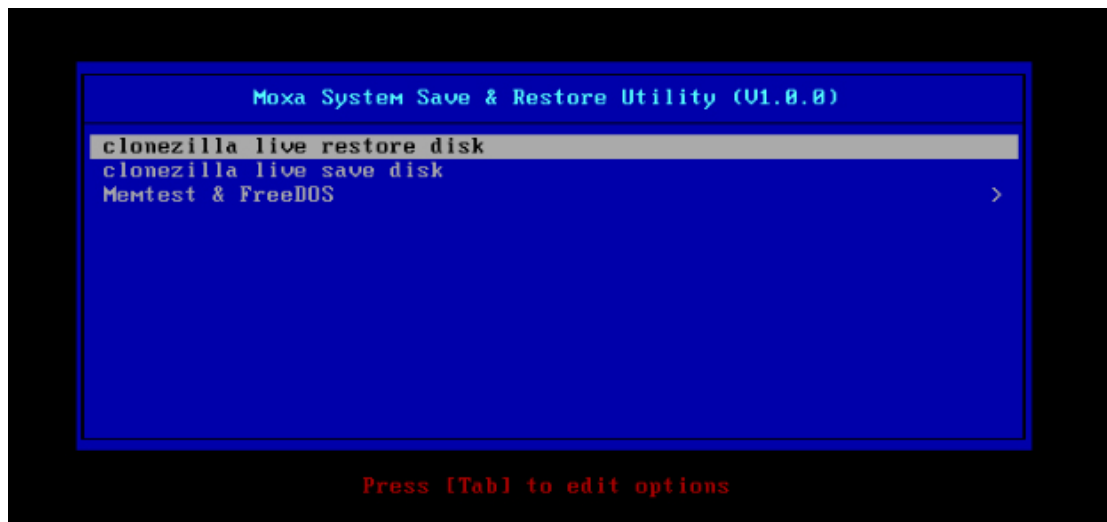 Moxa System Save & Restore Utility (V1.0.0)
clonezilla live restore disk
clonezilla live save disk
Memtest & FreeDOS >
Press [Tab] to edit options